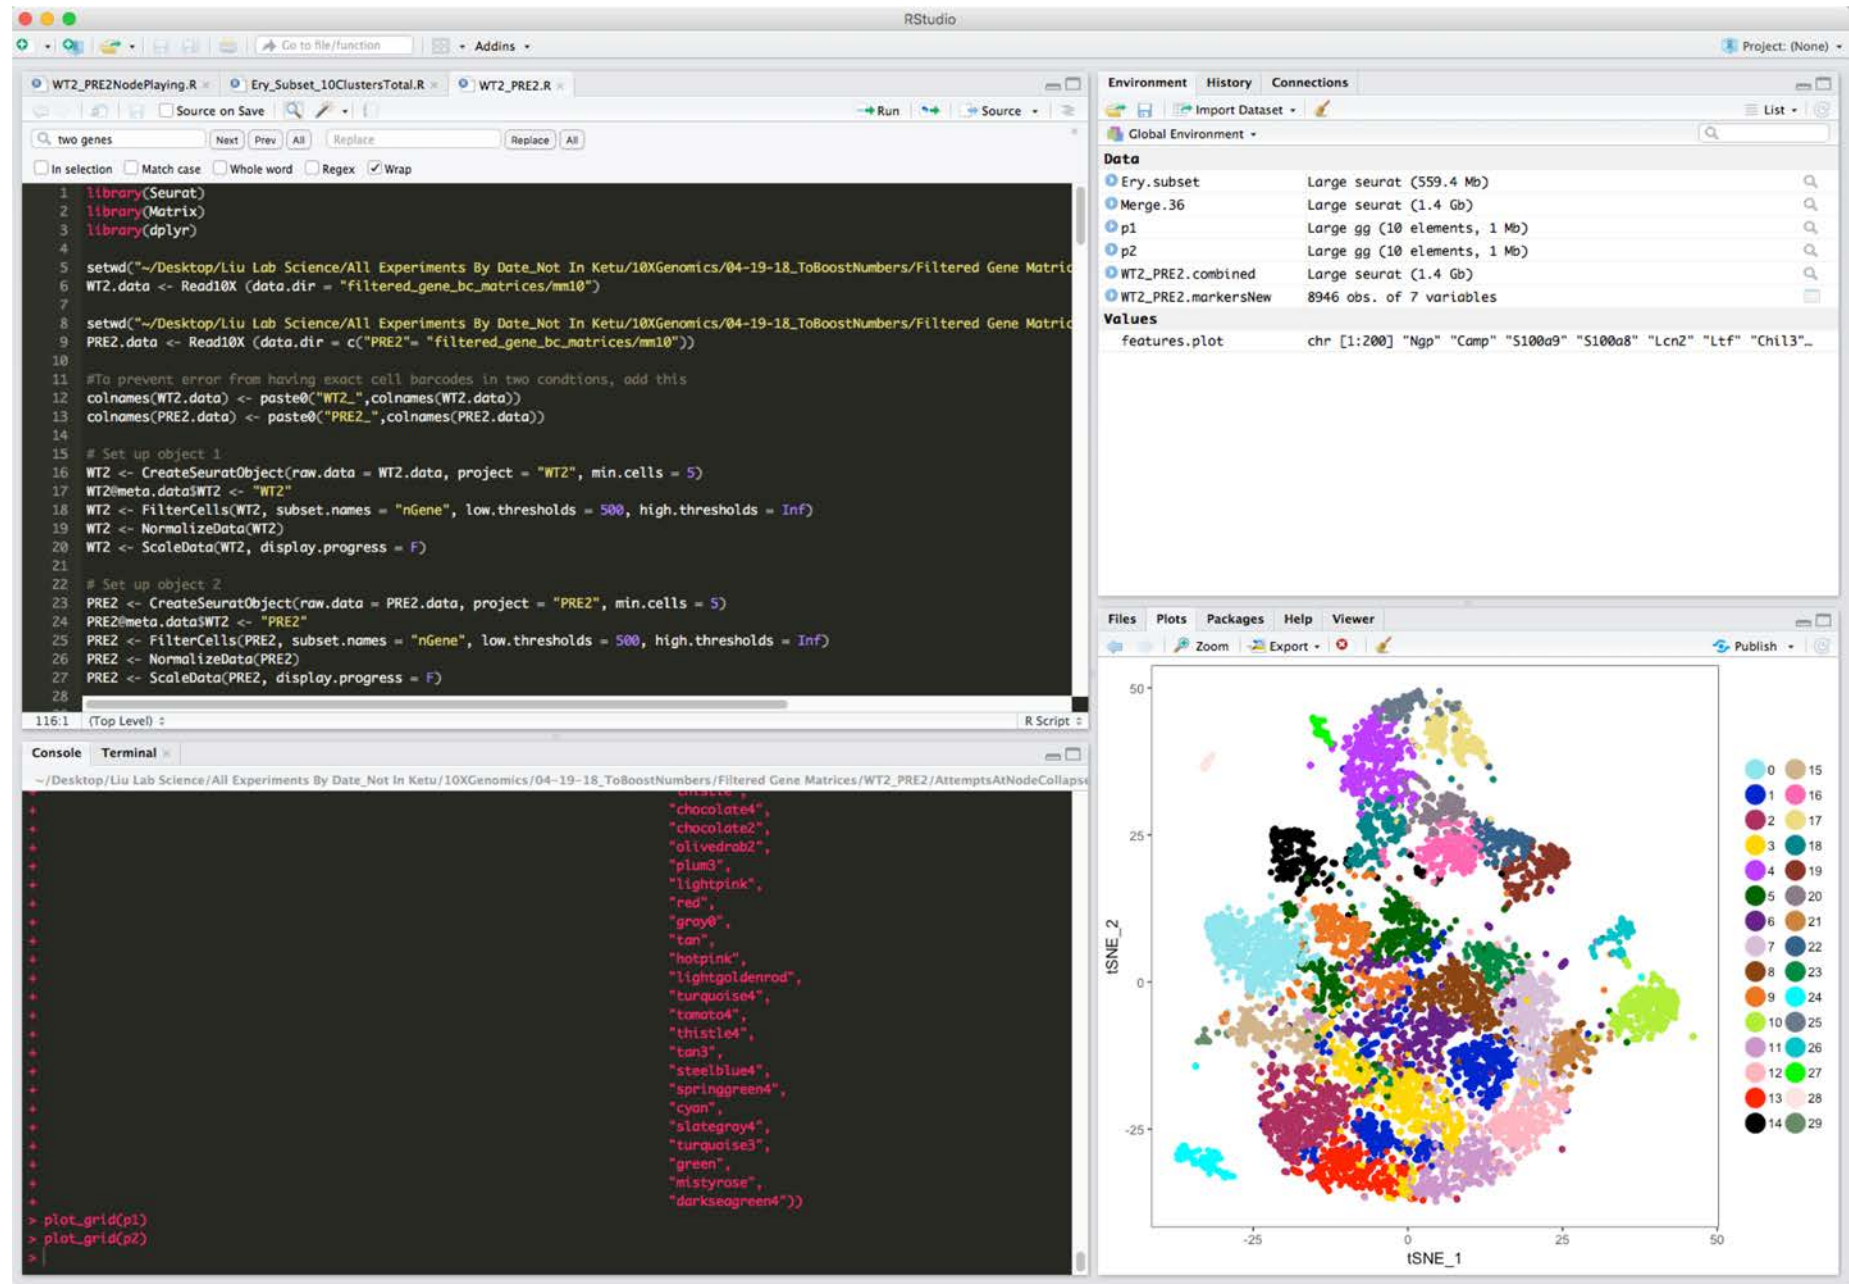 RStudio
Go to file/function
Addins
Project: (None)
WT2_PRE2NodePlaying.R
Ery_Subset_10ClustersTotal.R
WT2_PRE2.R
Source on Save
Run
Source
two genes
Next
Prev
All
Replace
Replace
All
In selection
Match case
Whole word
Regex
Wrap
1 library(Seurat)
2 library(Matrix)
3 library(dplyr)
4
5 setwd("~/Desktop/Liu Lab Science/All Experiments By Date_Not In Ketu/10XGenomics/04-19-18_ToBoostNumbers/Filtered Gene Matric
6 WT2.data <- Read10X (data.dir = "filtered_gene_bc_matrices/mm10")
7
8 setwd("~/Desktop/Liu Lab Science/All Experiments By Date_Not In Ketu/10XGenomics/04-19-18_ToBoostNumbers/Filtered Gene Matric
9 PRE2.data <- Read10X (data.dir = c("PRE2"= "filtered_gene_bc_matrices/mm10"))
10
11 #To prevent error from having exact cell barcodes in two condtions, add this
12 colnames(WT2.data) <- paste0("WT2_",colnames(WT2.data))
13 colnames(PRE2.data) <- paste0("PRE2_",colnames(PRE2.data))
14
15 # Set up object 1
16 WT2 <- CreateSeuratObject(raw.data = WT2.data, project = "WT2", min.cells = 5)
17 WT2@meta.data$WT2 <- "WT2"
18 WT2 <- FilterCells(WT2, subset.names = "nGene", low.thresholds = 500, high.thresholds = Inf)
19 WT2 <- NormalizeData(WT2)
20 WT2 <- ScaleData(WT2, display.progress = F)
21
22 # Set up object 2
23 PRE2 <- CreateSeuratObject(raw.data = PRE2.data, project = "PRE2", min.cells = 5)
24 PRE2@meta.data$WT2 <- "PRE2"
25 PRE2 <- FilterCells(PRE2, subset.names = "nGene", low.thresholds = 500, high.thresholds = Inf)
26 PRE2 <- NormalizeData(PRE2)
27 PRE2 <- ScaleData(PRE2, display.progress = F)
28
116:1 (Top Level)
R Script
Console
Terminal
~/Desktop/Liu Lab Science/All Experiments By Date_Not In Ketu/10XGenomics/04-19-18_ToBoostNumbers/Filtered Gene Matrices/WT2_PRE2/AttemptsAtNodeCollapse
+ "thistle",
+ "chocolate4",
+ "chocolate2",
+ "olivedrab2",
+ "plum3",
+ "lightpink",
+ "red",
+ "gray0",
+ "tan",
+ "hotpink",
+ "lightgoldenrod",
+ "turquoise4",
+ "tomato4",
+ "thistle4",
+ "tan3",
+ "steelblue4",
+ "springgreen4",
+ "cyan",
+ "slategray4",
+ "turquoise3",
+ "green",
+ "mistyrose",
+ "darkseagreen4"))
> plot_grid(p1)
> plot_grid(p2)
>
Environment
History
Connections
Import Dataset
List
Global Environment
Data
Ery.subset Large seurat (559.4 Mb)
Merge.36 Large seurat (1.4 Gb)
p1 Large gg (10 elements, 1 Mb)
p2 Large gg (10 elements, 1 Mb)
WT2_PRE2.combined Large seurat (1.4 Gb)
WT2_PRE2.markersNew 8946 obs. of 7 variables
Values
features.plot chr [1:200] "Ngp" "Camp" "S100a9" "S100a8" "Lcn2" "Ltf" "Chil3"…
Files
Plots
Packages
Help
Viewer
Zoom
Export
Publish
50
25
0
-25
tSNE_2
-25
0
25
50
tSNE_1
0 15
1 16
2 17
3 18
4 19
5 20
6 21
7 22
8 23
9 24
10 25
11 26
12 27
13 28
14 29